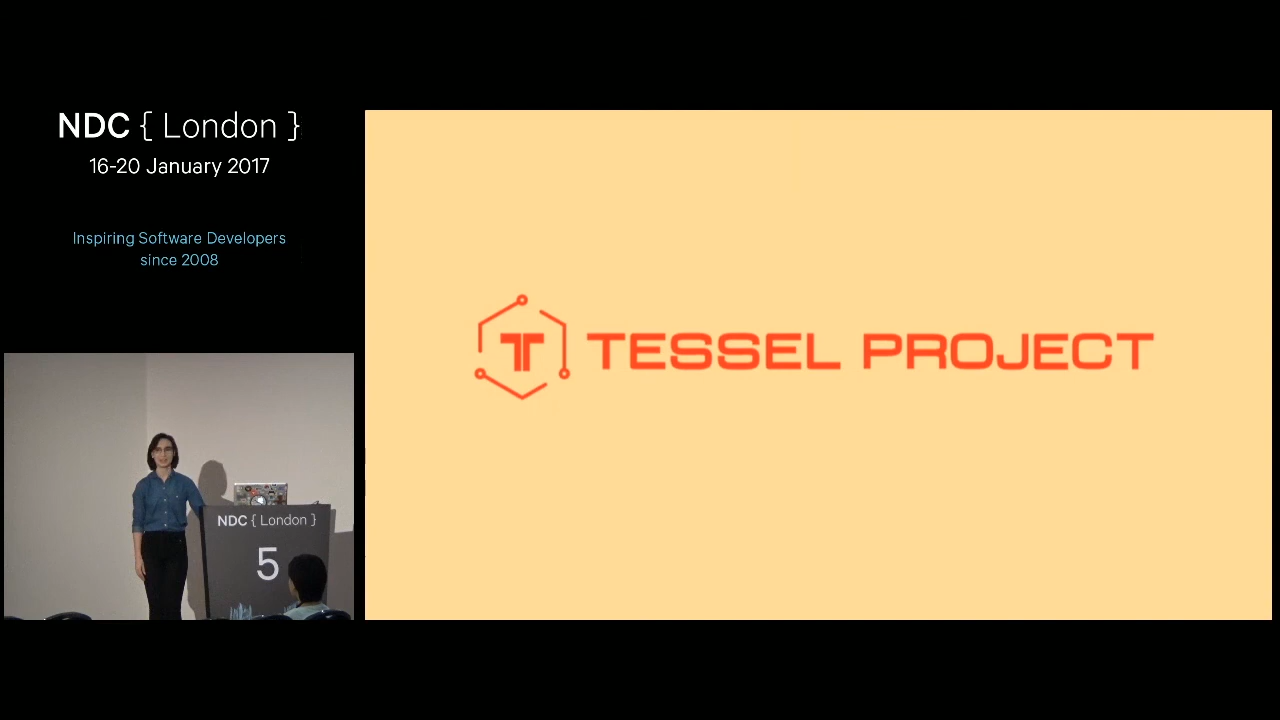 NDC { London }
16-20 January 2017
Inspiring Software Developers
since 2008
TESSEL PROJECT
NDC { London }
5